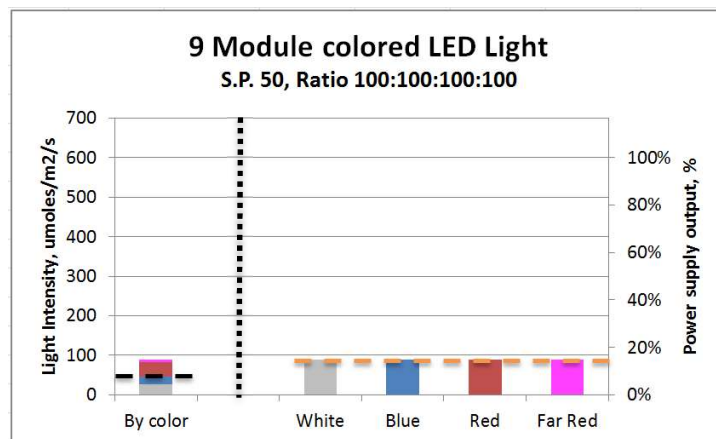 9 Module colored LED Light
S.P. 50, Ratio 100:100:100:100
Light Intensity, umoles/m2/s
700
600
500
400
300
200
100
0
100%
80%
60%
40%
20%
0%
Power supply output, %
By color
White
Blue
Red
Far Red